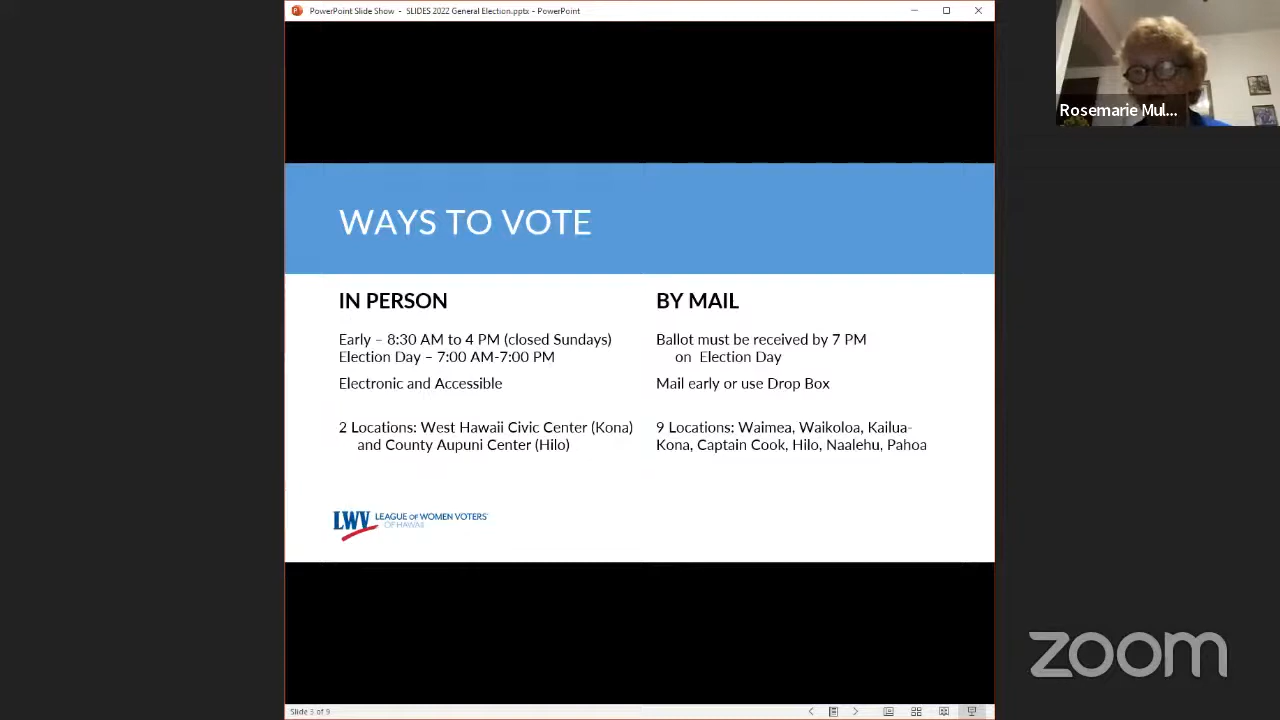 PowerPoint Slide Show - SLIDES 2022 General Election.pptx - PowerPoint
Rosemarie Mul...
WAYS TO VOTE
IN PERSON
Early – 8:30 AM to 4 PM (closed Sundays)
Election Day – 7:00 AM-7:00 PM
Electronic and Accessible
2 Locations: West Hawaii Civic Center (Kona)
and County Aupuni Center (Hilo)
BY MAIL
Ballot must be received by 7 PM
on Election Day
Mail early or use Drop Box
9 Locations: Waimea, Waikoloa, Kailua-
Kona, Captain Cook, Hilo, Naalehu, Pahoa
LWV LEAGUE OF WOMEN VOTERS®
OF HAWAII
zoom
Slide 3 of 9